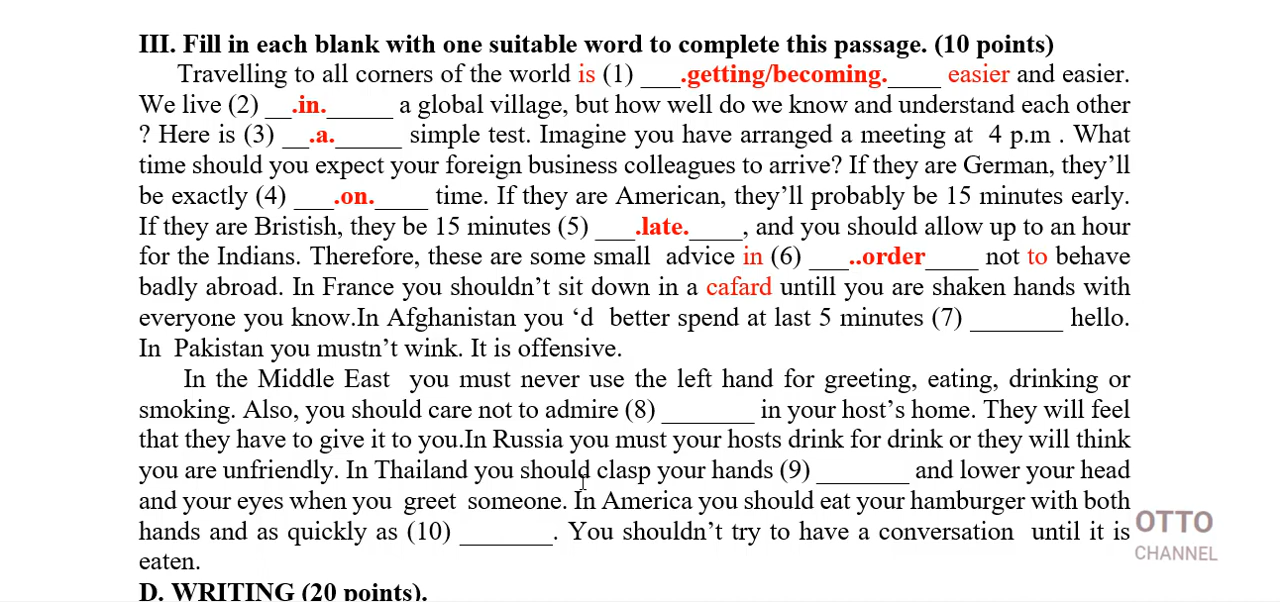 III. Fill in each blank with one suitable word to complete this passage. (10 points)
Travelling to all corners of the world is (1) ___.getting/becoming.____ easier and easier.
We live (2) __.in._____ a global village, but how well do we know and understand each other
? Here is (3) __.a._____ simple test. Imagine you have arranged a meeting at 4 p.m . What
time should you expect your foreign business colleagues to arrive? If they are German, they’ll
be exactly (4) ___.on.____ time. If they are American, they’ll probably be 15 minutes early.
If they are Bristish, they be 15 minutes (5) ___.late.____, and you should allow up to an hour
for the Indians. Therefore, these are some small advice in (6) ___..order____ not to behave
badly abroad. In France you shouldn’t sit down in a cafard untill you are shaken hands with
everyone you know.In Afghanistan you ‘d better spend at last 5 minutes (7) _______ hello.
In Pakistan you mustn’t wink. It is offensive.
In the Middle East you must never use the left hand for greeting, eating, drinking or
smoking. Also, you should care not to admire (8) _______ in your host’s home. They will feel
that they have to give it to you.In Russia you must your hosts drink for drink or they will think
you are unfriendly. In Thailand you should clasp your hands (9) _______ and lower your head
and your eyes when you greet someone. In America you should eat your hamburger with both
hands and as quickly as (10) _______. You shouldn’t try to have a conversation until it is
eaten.
OTTO
CHANNEL
D. WRITING (20 points).